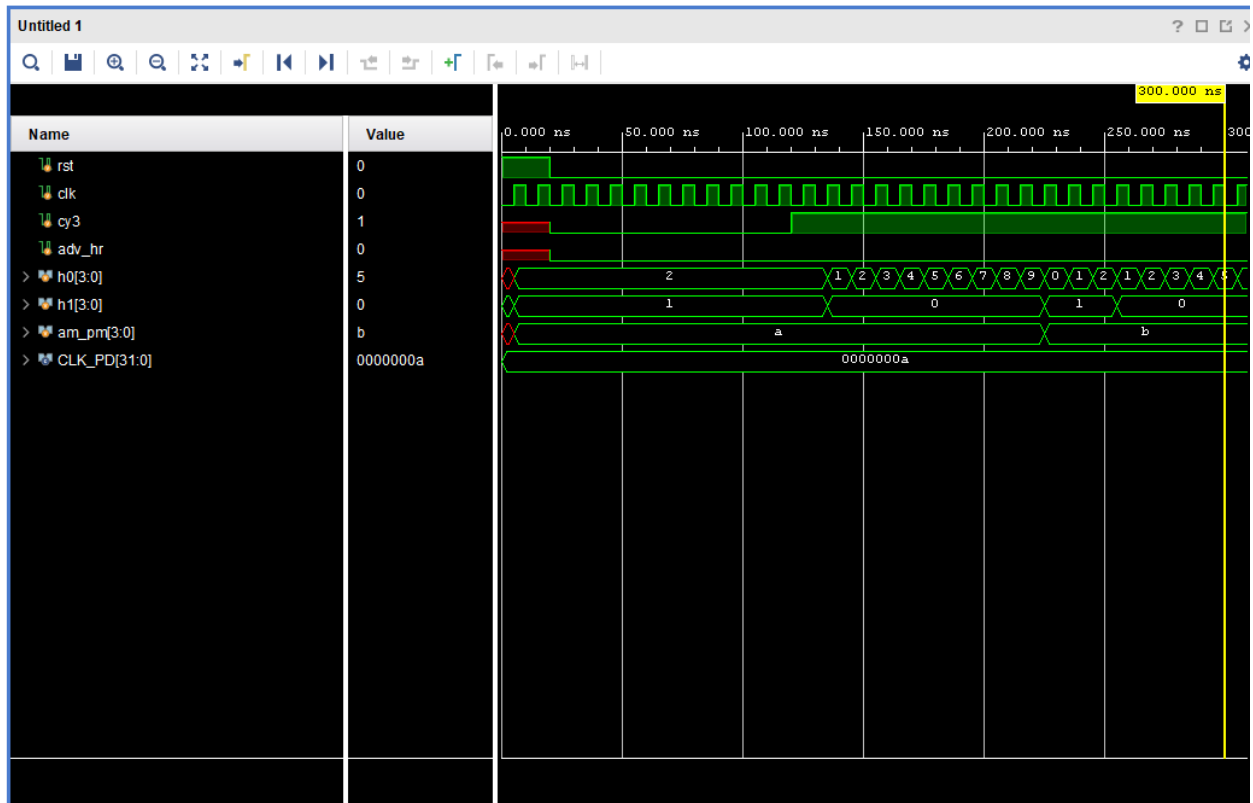 Untitled 1
?
300.000 ns
Name Value 0.000 ns 50.000 ns 100.000 ns 150.000 ns 200.000 ns 250.000 ns 300
rst 0
clk 0
cy3 1
adv_hr 0
h0[3:0] 5 2 1 2 3 4 5 6 7 8 9 0 1 2 1 2 3 4 5
h1[3:0] 0 1 0 1 0
am_pm[3:0] b a b
CLK_PD[31:0] 0000000a 0000000a